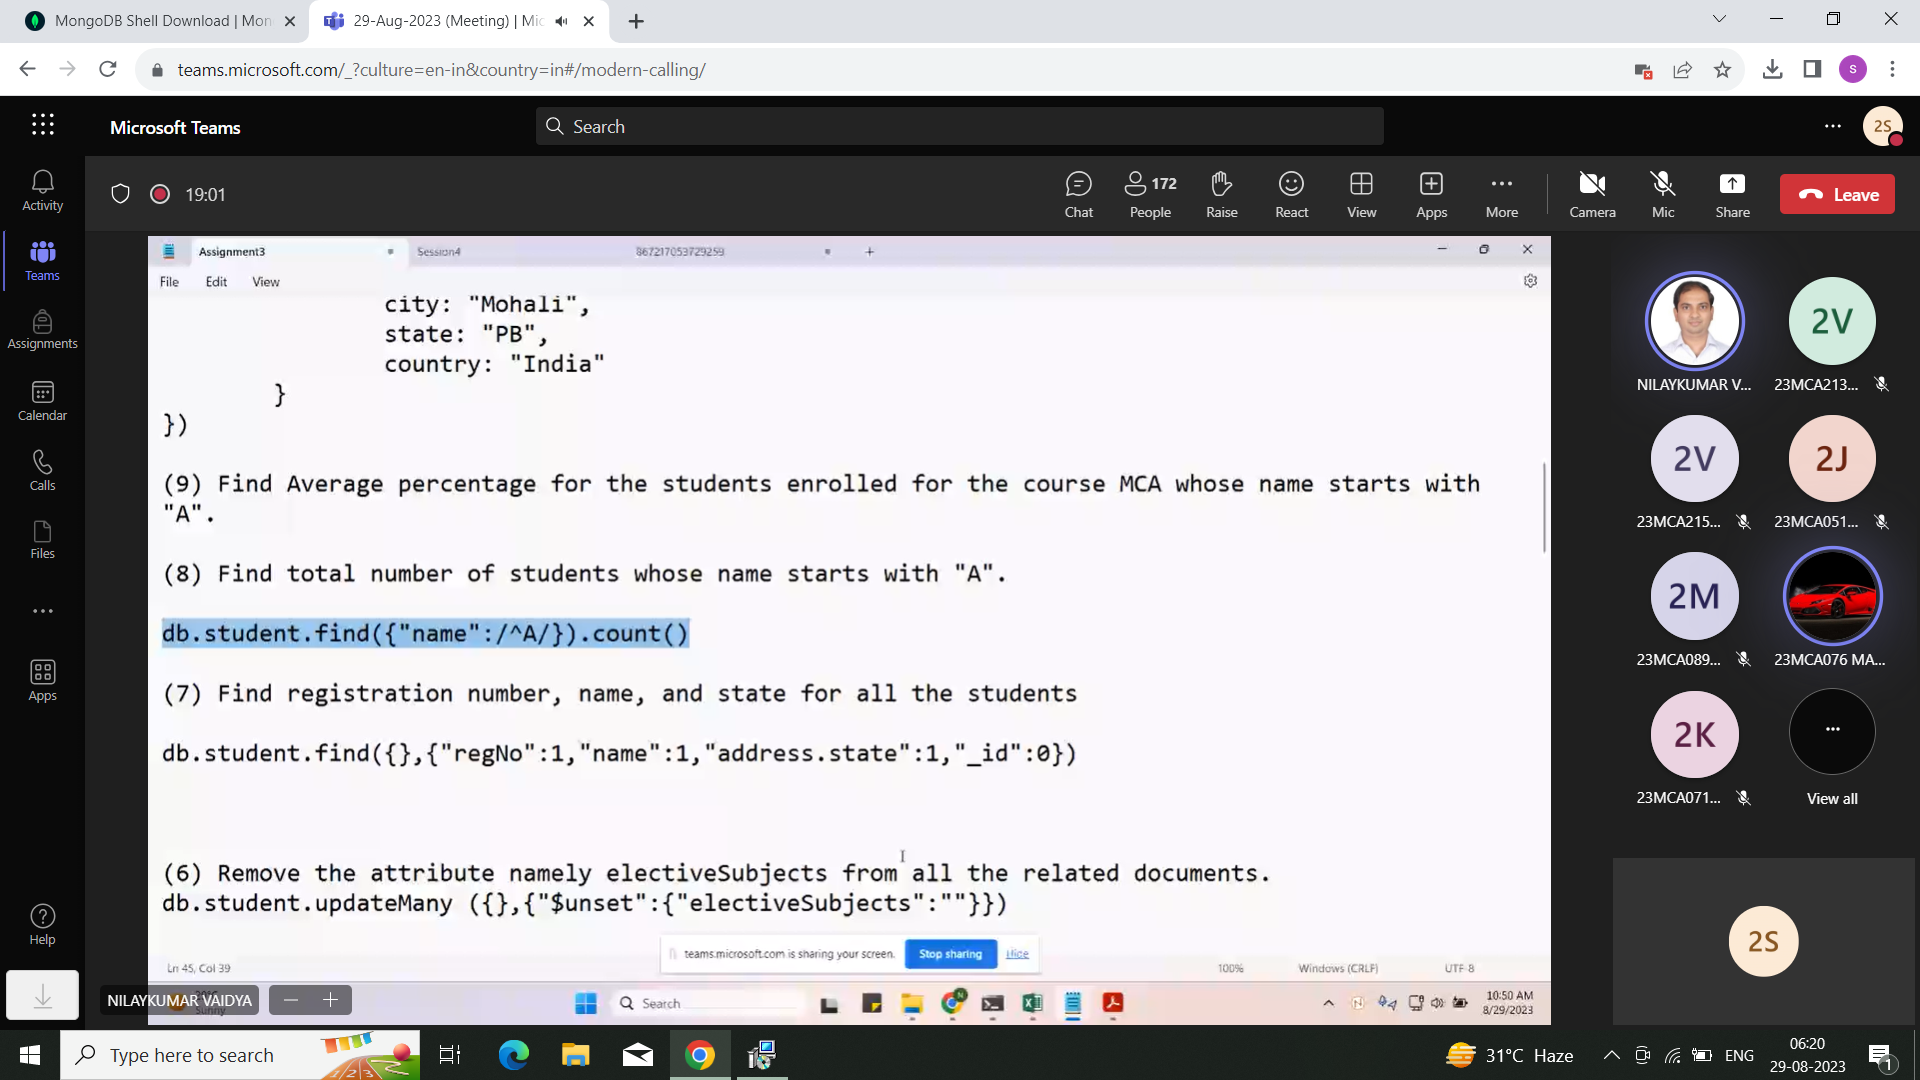 MongoDB Shell Download | Mon
29-Aug-2023 (Meeting) | Mic
teams.microsoft.com/_?culture=en-in&country=in#/modern-calling/
S
Microsoft Teams
Search
2S
Activity
Teams
Assignments
Calendar
Calls
Files
Apps
Help
19:01
Chat
172
People
Raise
React
View
Apps
More
Camera
Mic
Share
Leave
Assignment3
Session4
867217053729259
File
Edit
View
city: "Mohali",
state: "PB",
country: "India"
}
})
(9) Find Average percentage for the students enrolled for the course MCA whose name starts with
"A".
(8) Find total number of students whose name starts with "A".
db.student.find({"name":/^A/}).count()
(7) Find registration number, name, and state for all the students
db.student.find({},{"regNo":1,"name":1,"address.state":1,"_id":0})
(6) Remove the attribute namely electiveSubjects from all the related documents.
db.student.updateMany ({},{"$unset":{"electiveSubjects":""}})
teams.microsoft.com is sharing your screen.
Stop sharing
Hide
Ln 45, Col 39
100%
Windows (CRLF)
UTF-8
NILAYKUMAR VAIDYA
Sunny
Search
N
10:50 AM
8/29/2023
NILAYKUMAR V...
2V
23MCA213...
2V
23MCA215...
2J
23MCA051...
2M
23MCA089...
23MCA076 MA...
2K
23MCA071...
View all
2S
Type here to search
31°C Haze
ENG
06:20
29-08-2023
1